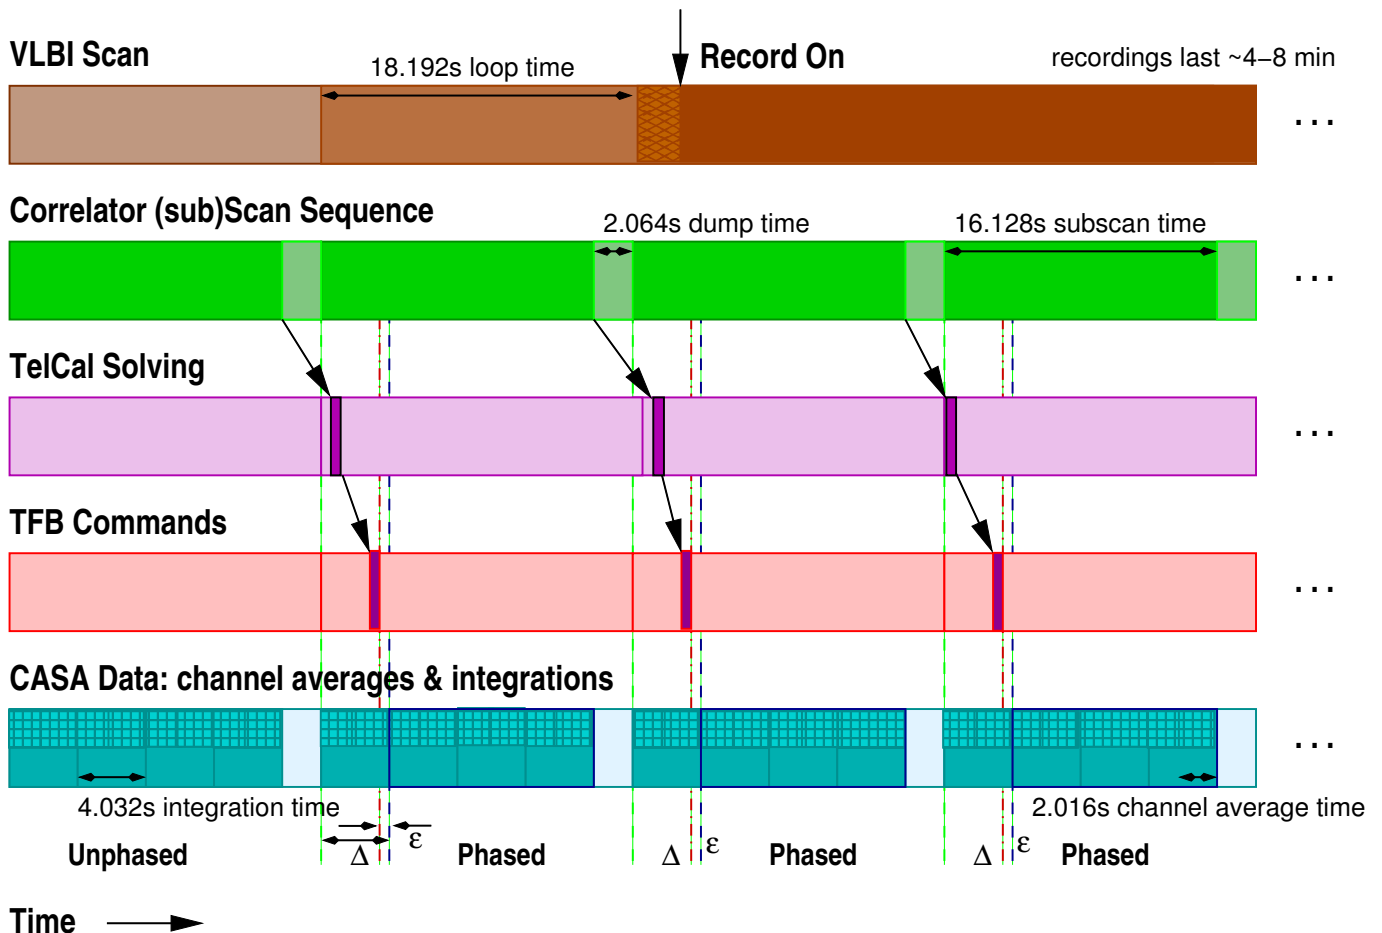 VLBI Scan
18.192s loop time
Record On
recordings last ~4–8 min
...
Correlator (sub)Scan Sequence
2.064s dump time
16.128s subscan time
...
TelCal Solving
...
TFB Commands
...
CASA Data: channel averages & integrations
...
4.032s integration time
2.016s channel average time
Unphased
Δ
ε
Phased
Δ
ε
Phased
Δ
ε
Phased
Time